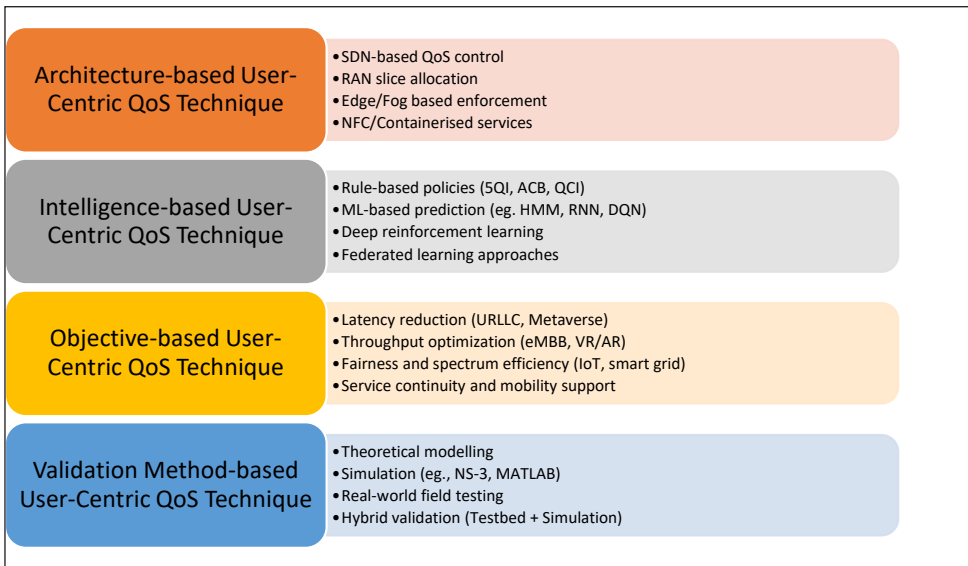 Architecture-based User-
Centric QoS Technique
•SDN-based QoS control
•RAN slice allocation
•Edge/Fog based enforcement
•NFC/Containerised services
Intelligence-based User-
Centric QoS Technique
•Rule-based policies (5QI, ACB, QCI)
•ML-based prediction (eg. HMM, RNN, DQN)
•Deep reinforcement learning
•Federated learning approaches
Objective-based User-
Centric QoS Technique
•Latency reduction (URLLC, Metaverse)
•Throughput optimization (eMBB, VR/AR)
•Fairness and spectrum efficiency (IoT, smart grid)
•Service continuity and mobility support
Validation Method-based
User-Centric QoS Technique
•Theoretical modelling
•Simulation (eg., NS-3, MATLAB)
•Real-world field testing
•Hybrid validation (Testbed + Simulation)